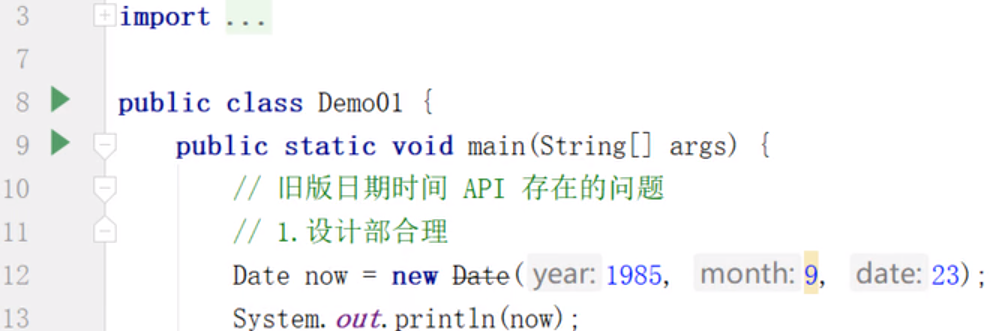 3 import ...
7
8 public class Demo01 {
9 public static void main(String[] args) {
10 // 旧版日期时间 API 存在的问题
11 // 1.设计部合理
12 Date now = new Date( year: 1985, month: 9, date: 23);
13 System.out.println(now);